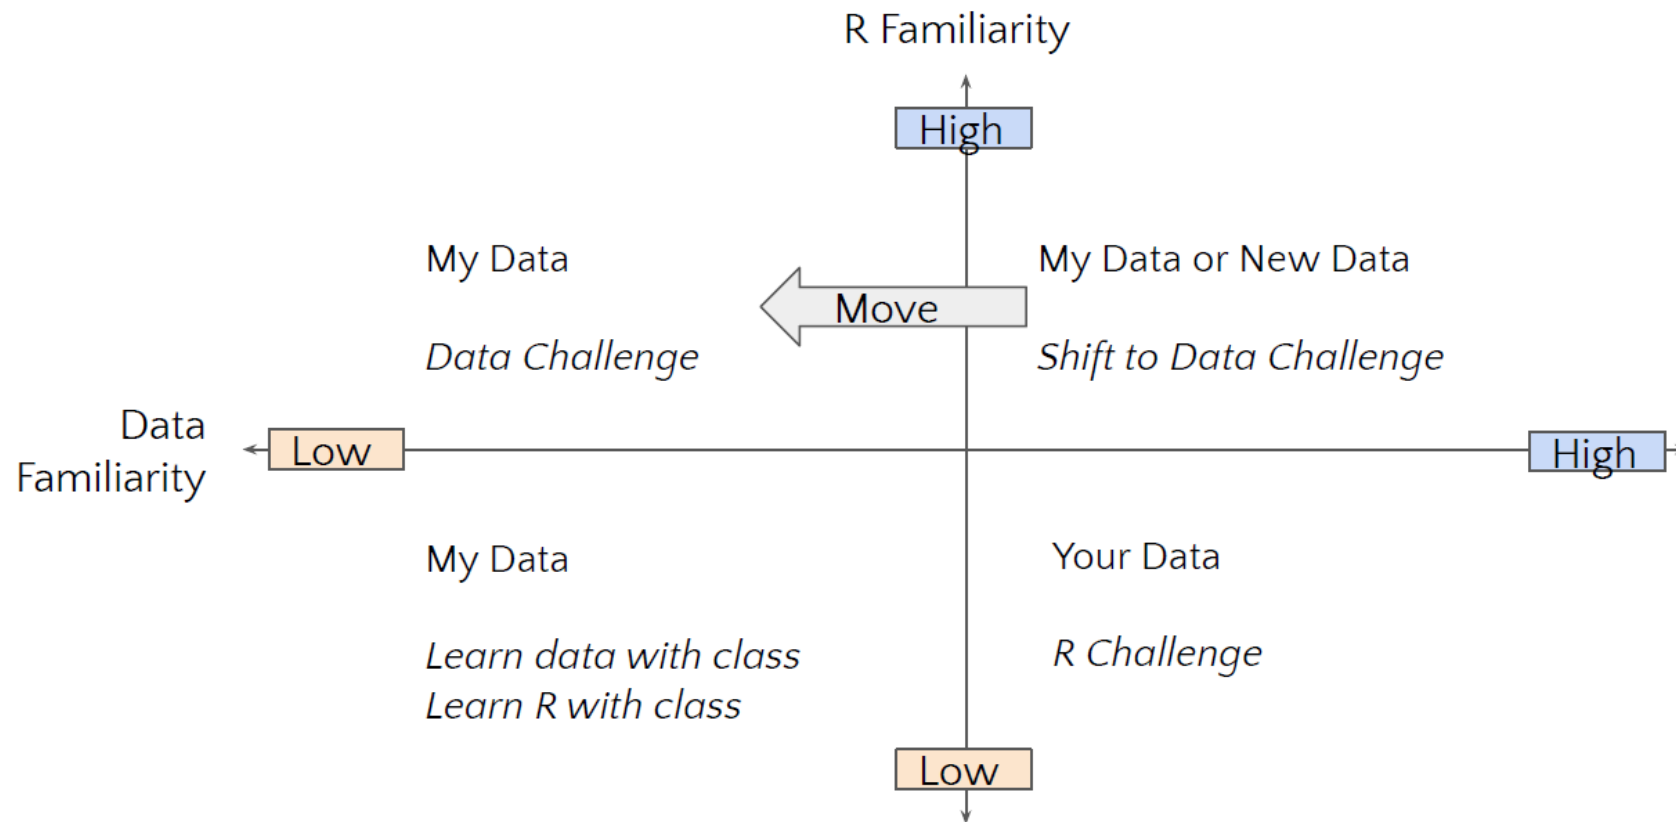 R Familiarity
High
My Data
My Data or New Data
Move
Data Challenge
Shift to Data Challenge
Data
Familiarity
Low
High
My Data
Your Data
Learn data with class
Learn R with class
R Challenge
Low